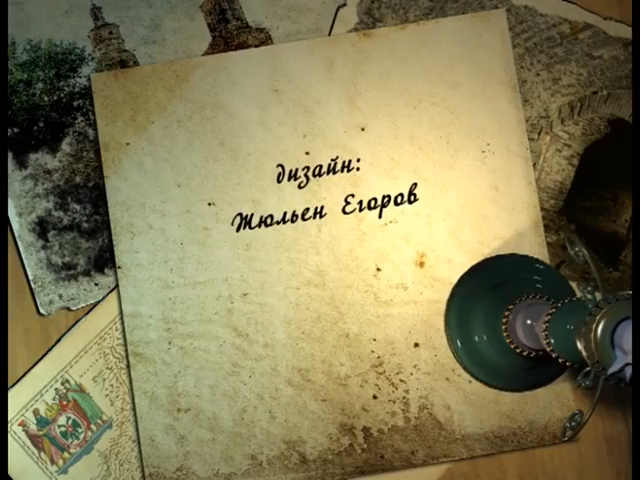 дизайн:
Жюльен Егоров